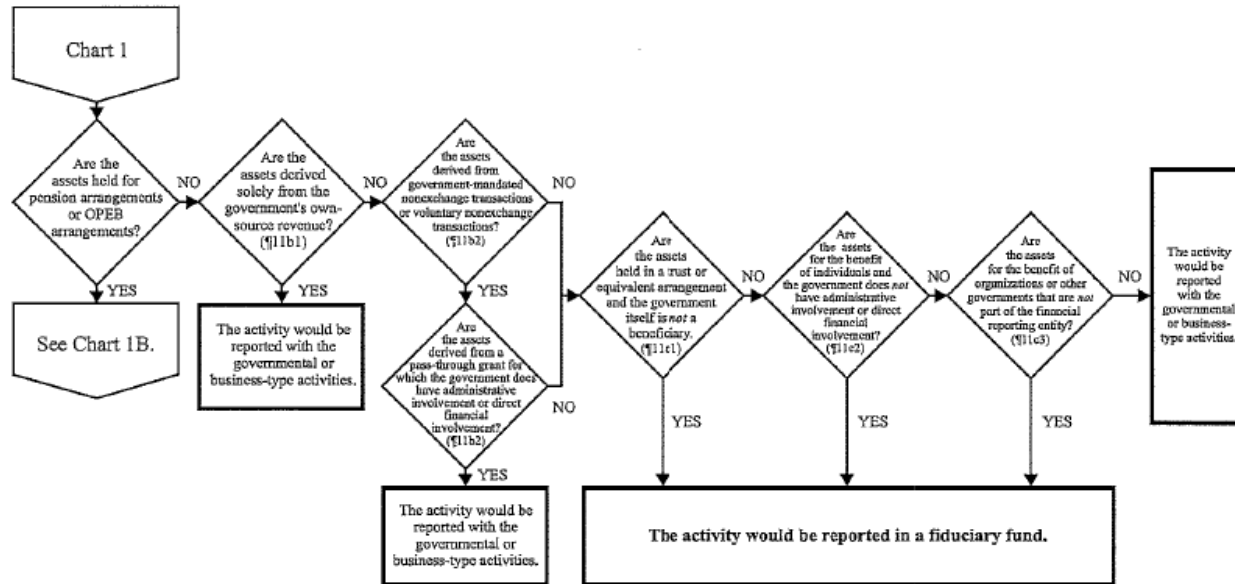 Chart 1
Are the
assets held for
pension arrangements
or OPEB
arrangements?
NO
YES
See Chart 1B.
Are the
assets derived
solely from the
government's own-
source revenue?
(¶11b1)
NO
YES
The activity would be
reported with the
governmental or
business-type activities.
Are
the assets
derived from
government-mandated
nonexchange transactions
or voluntary nonexchange
transactions?
(¶11b2)
NO
YES
Are
the assets
derived from a
pass-through grant for
which the government does
have administrative
involvement or direct
financial
involvement?
(¶11b2)
NO
YES
The activity would be
reported with the
governmental or
business-type activities.
Are
the assets
held in a trust or
equivalent arrangement
and the government
itself is not a
beneficiary.
(¶11c1)
NO
YES
Are
the assets
for the benefit
of individuals and
the government does not
have administrative
involvement or direct
financial
involvement?
(¶11c2)
NO
YES
Are
the assets
for the benefit of
organizations or other
governments that are not
part of the financial
reporting entity?
(¶11c3)
NO
YES
The activity
would be
reported
with the
governmental
or business-
type activities.
The activity would be reported in a fiduciary fund.